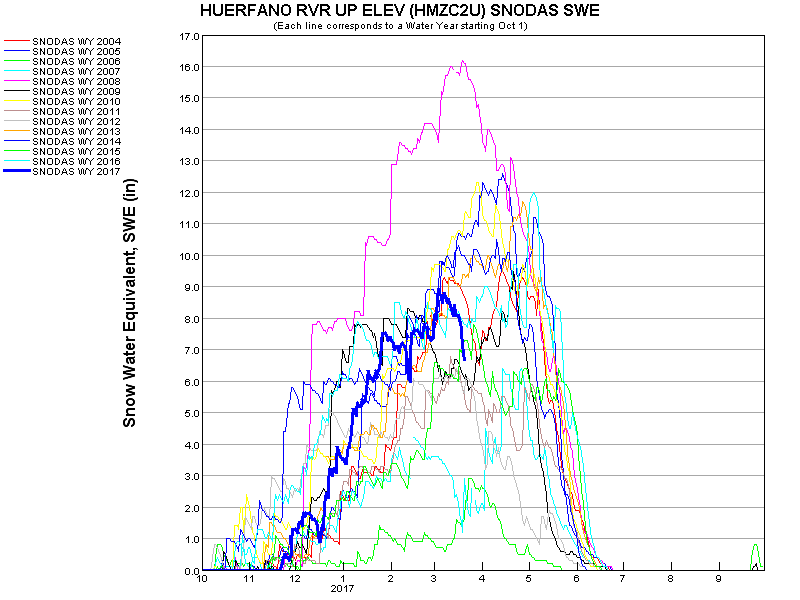 HUERFANO RVR UP ELEV (HMZC2U) SNODAS SWE
(Each line corresponds to a Water Year starting Oct 1)
SNODAS WY 2004
SNODAS WY 2005
SNODAS WY 2006
SNODAS WY 2007
SNODAS WY 2008
SNODAS WY 2009
SNODAS WY 2010
SNODAS WY 2011
SNODAS WY 2012
SNODAS WY 2013
SNODAS WY 2014
SNODAS WY 2015
SNODAS WY 2016
SNODAS WY 2017
Snow Water Equivalent, SWE (in)
17.0
16.0
15.0
14.0
13.0
12.0
11.0
10.0
9.0
8.0
7.0
6.0
5.0
4.0
3.0
2.0
1.0
0.0
10 11 12 1 2 3 4 5 6 7 8 9
2017